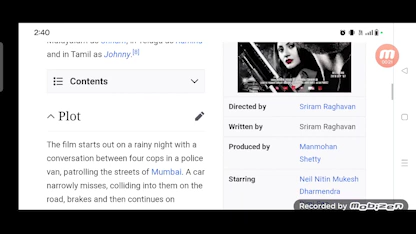 2:40
and in Tamil as Johnny.[8]
Contents
Plot
The film starts out on a rainy night with a
conversation between four cops in a police
van, patrolling the streets of Mumbai. A car
narrowly misses, colliding into them on the
road, brakes and then continues on
Directed by Sriram Raghavan
Written by Sriram Raghavan
Produced by Manmohan
Shetty
Starring Neil Nitin Mukesh
Dharmendra
Recorded by mobizen